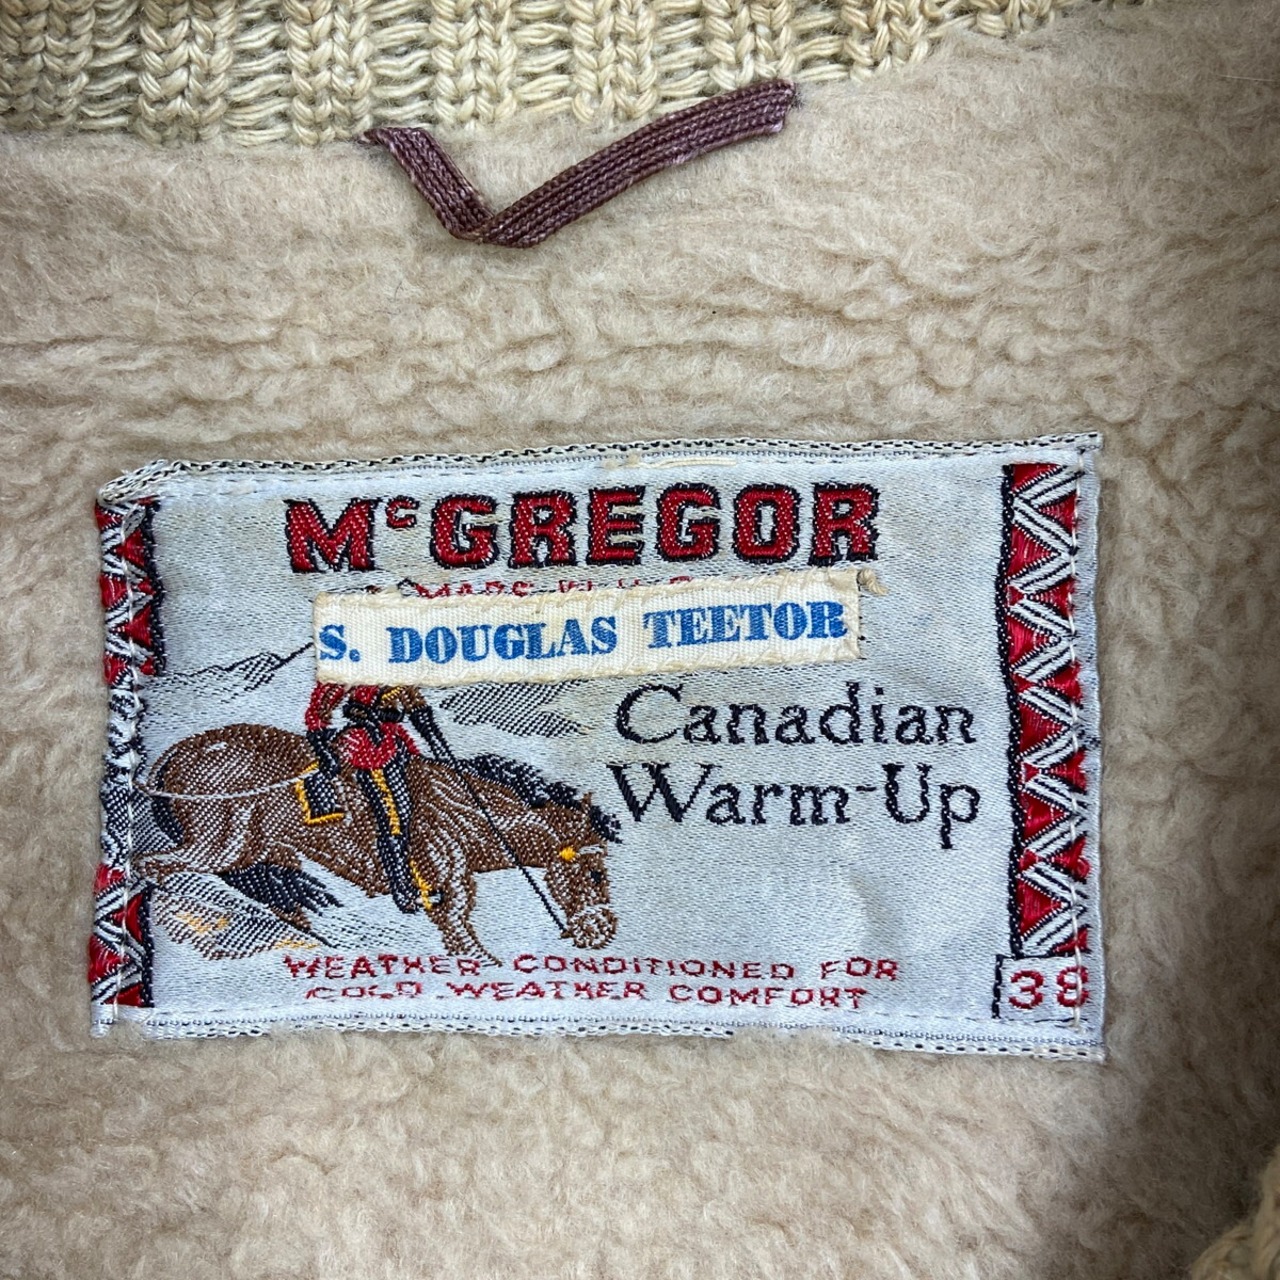 McGREGOR
S. DOUGLAS TEETOR
Canadian
Warm-Up
WEATHER-CONDITIONED FOR
COLD WEATHER COMFORT
38